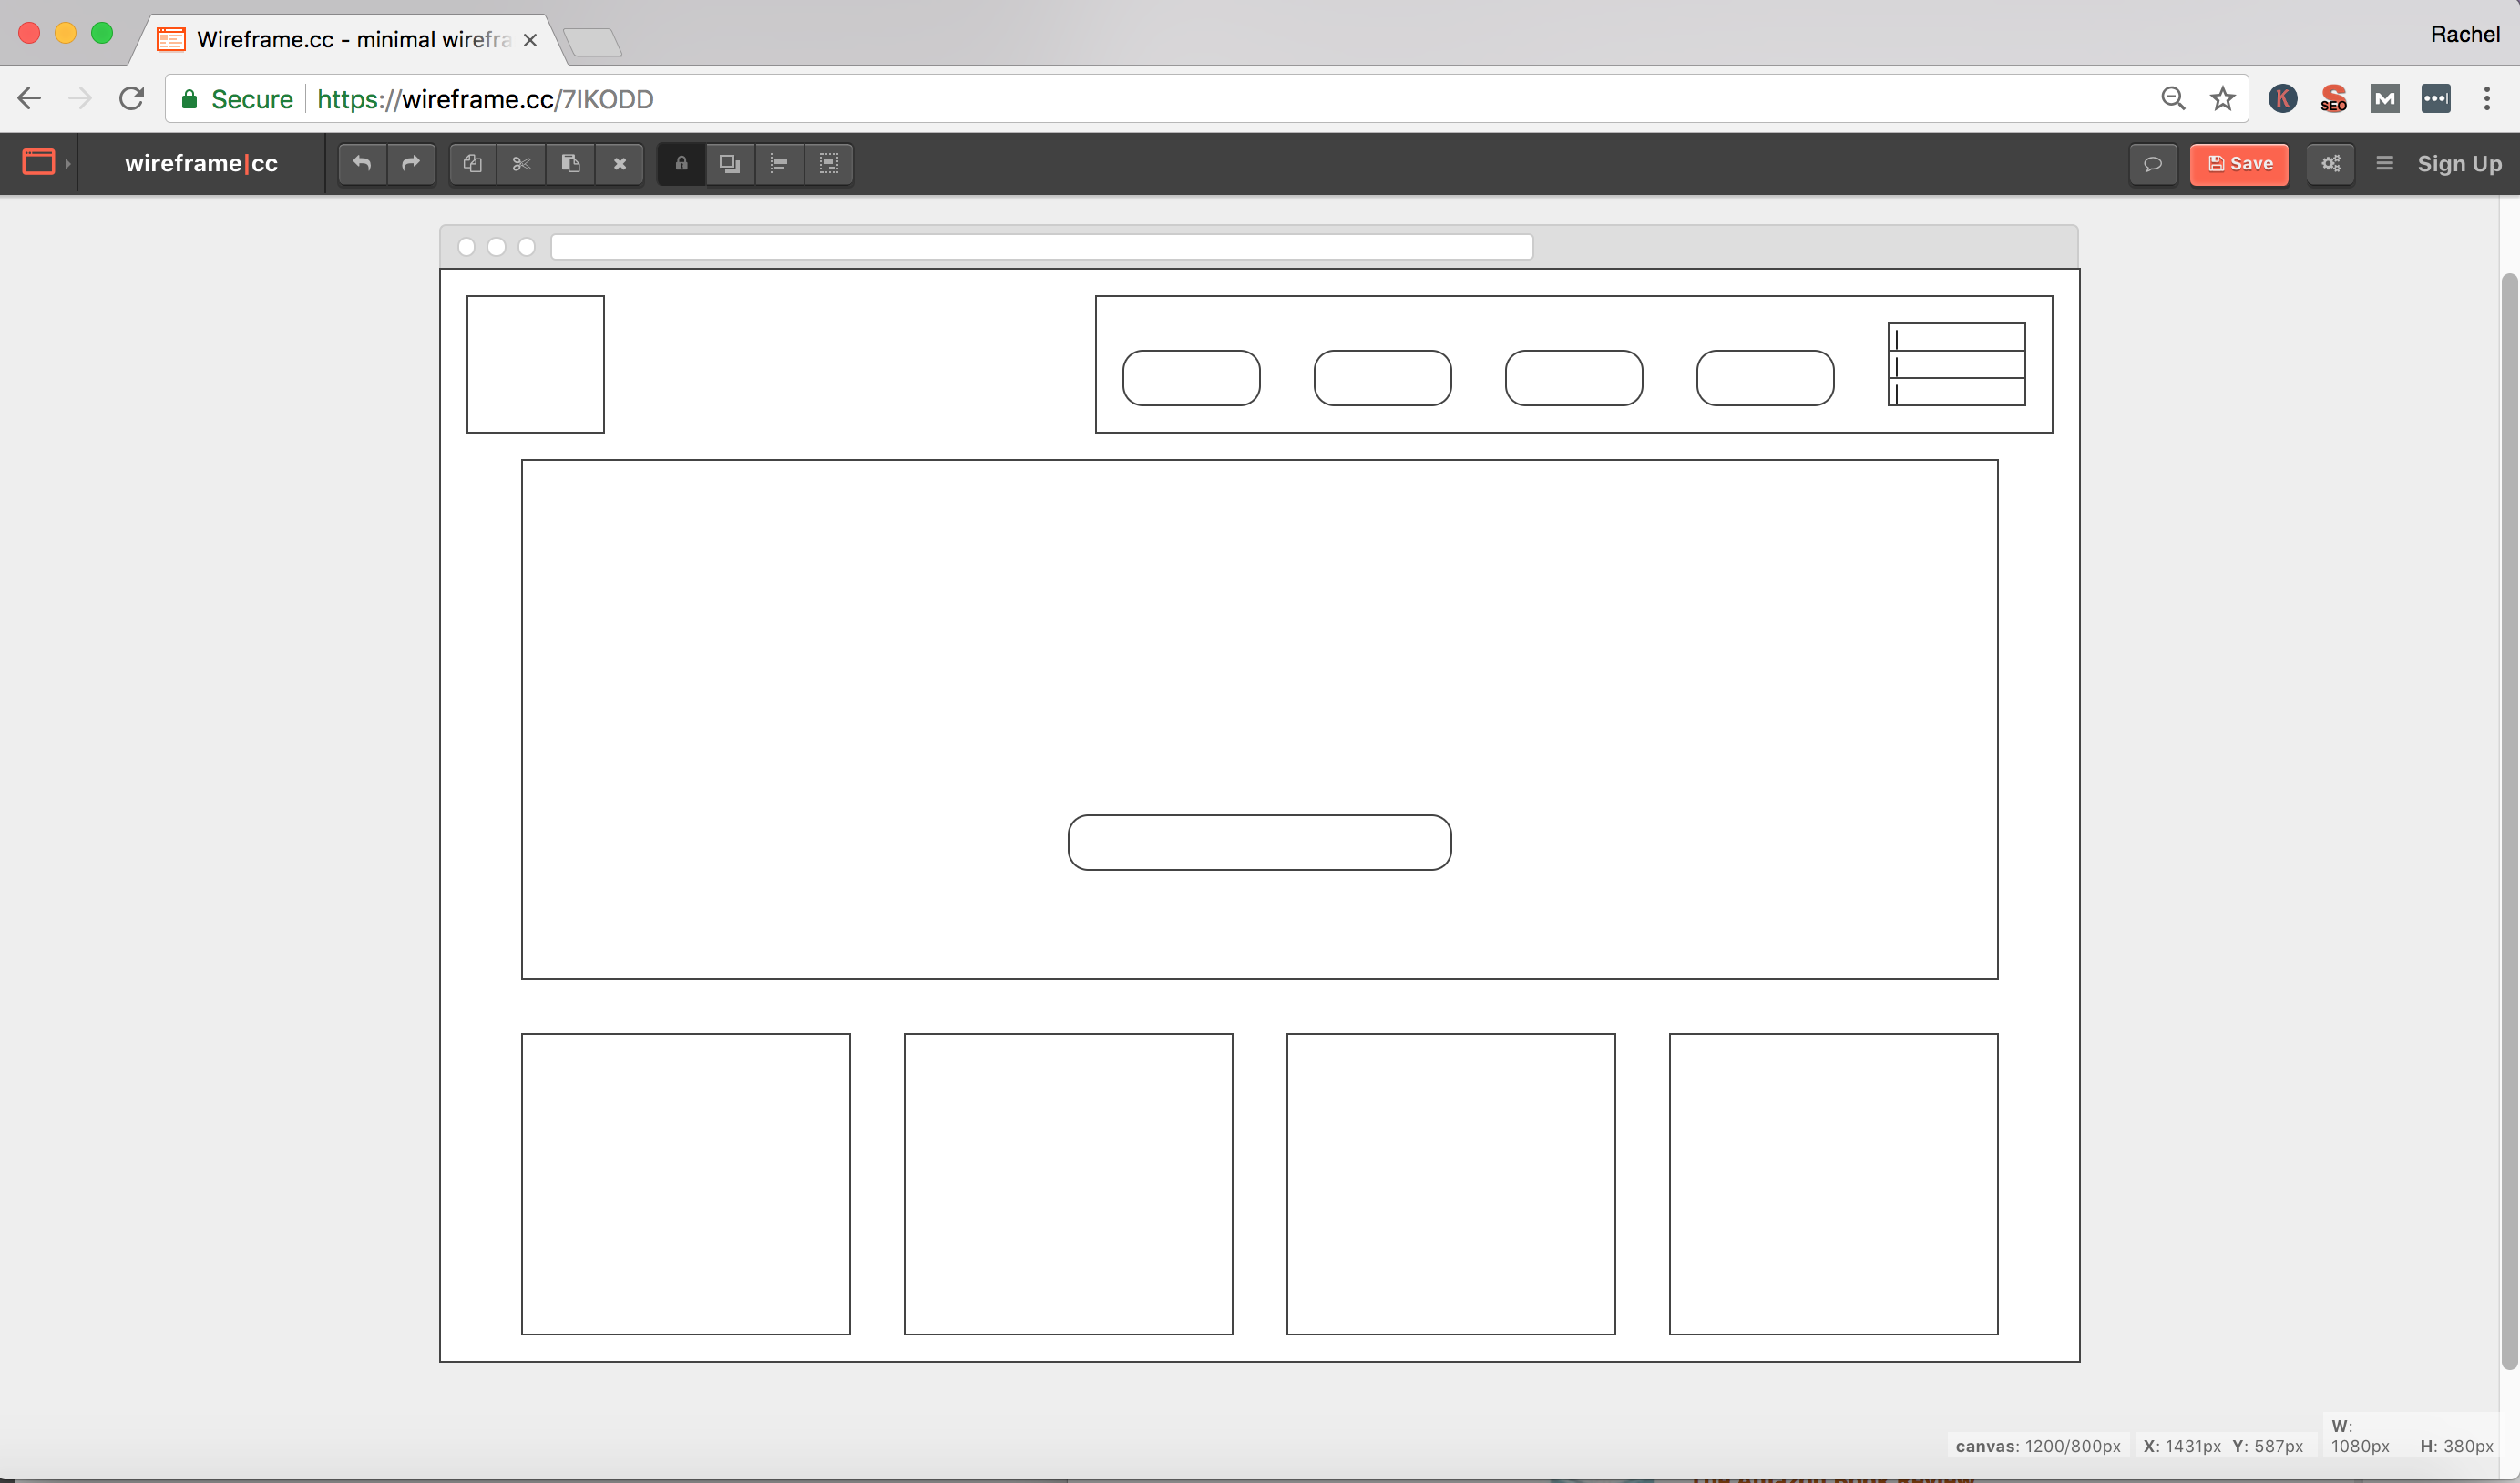 Wireframe.cc - minimal wirefra
Rachel
Secure
https://wireframe.cc/7IKODD
K
SEO
M
wireframe|cc
Save
Sign Up
W:
canvas: 1200/800px X: 1431px Y: 587px 1080px H: 380px